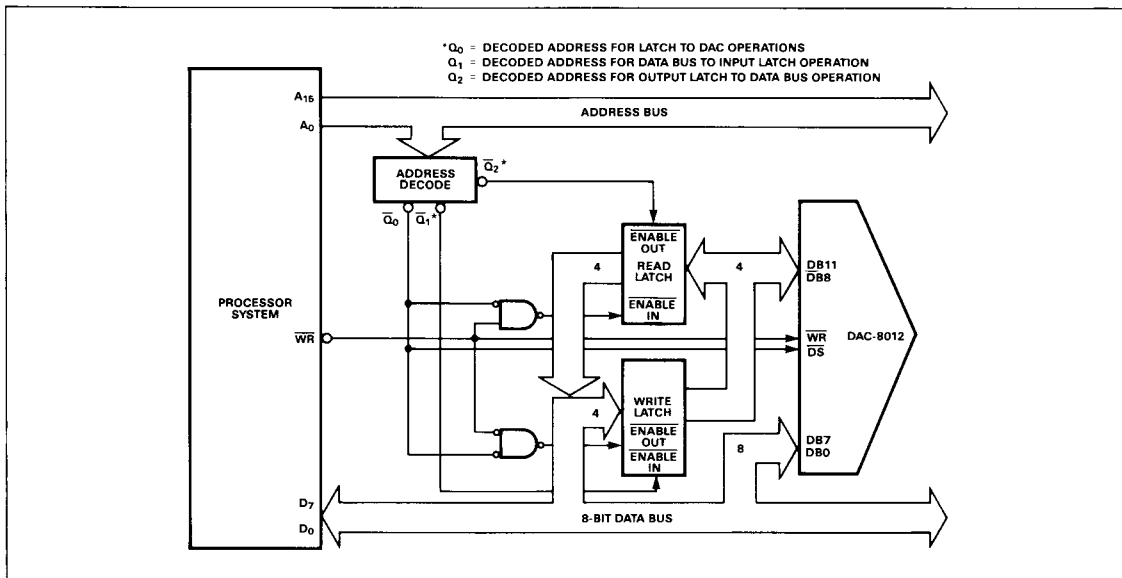 *Q0 = DECODED ADDRESS FOR LATCH TO DAC OPERATIONS
Q1 = DECODED ADDRESS FOR DATA BUS TO INPUT LATCH OPERATION
Q2 = DECODED ADDRESS FOR OUTPUT LATCH TO DATA BUS OPERATION
A15
A0
ADDRESS BUS
ADDRESS
DECODE
Q̅2*
Q̅0
Q̅1*
ENABLE
OUT
READ
LATCH
ENABLE
IN
4
4
DB11
DB8
PROCESSOR
SYSTEM
WR
WR
DS
DAC-8012
4
WRITE
LATCH
ENABLE
OUT
ENABLE
IN
8
DB7
DB0
D7
D0
8-BIT DATA BUS